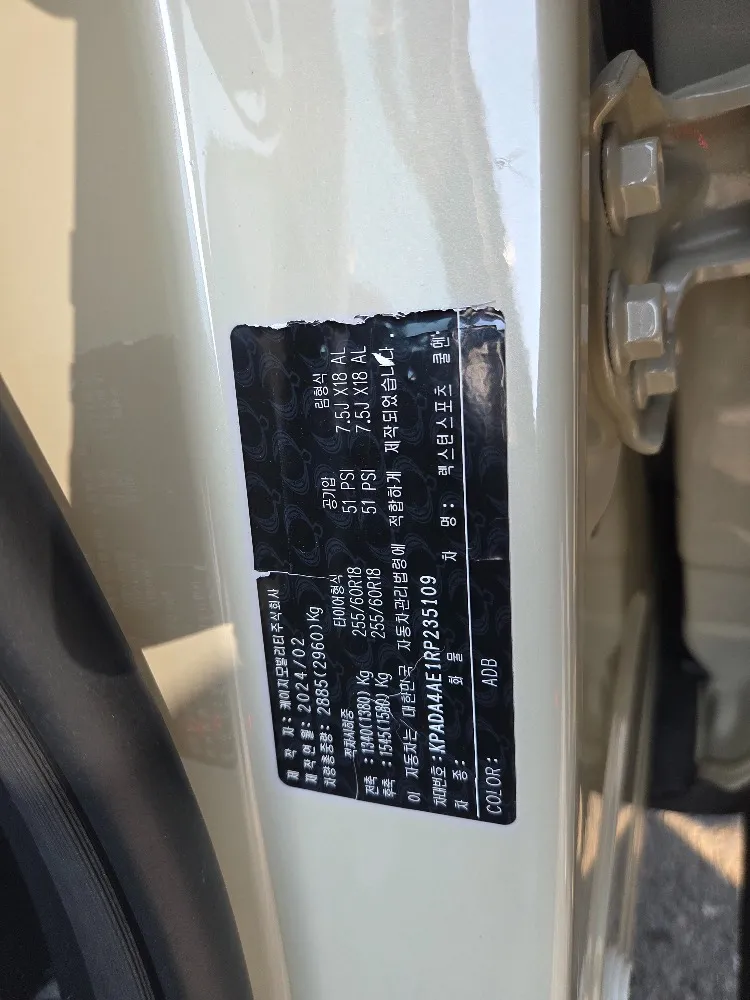 제 작 자: 케이지모빌리티주식회사
제작연월: 2024/02
차량총중량: 2885(2960)Kg
적차시하중 타이어형식 공기압 림형식
전축: 1340(1380)Kg 255/60R18 51 PSI 7.5J X18 AL
후축: 1545(1580)Kg 255/60R18 51 PSI 7.5J X18 AL
이 자동차는 대한민국 자동차관리법령에 적합하게 제작되었습니다.
차대번호: KPADA4AE1RP235109
차 종: 화 물 차 명: 렉스턴스포츠 쿨멘
COLOR: ADB